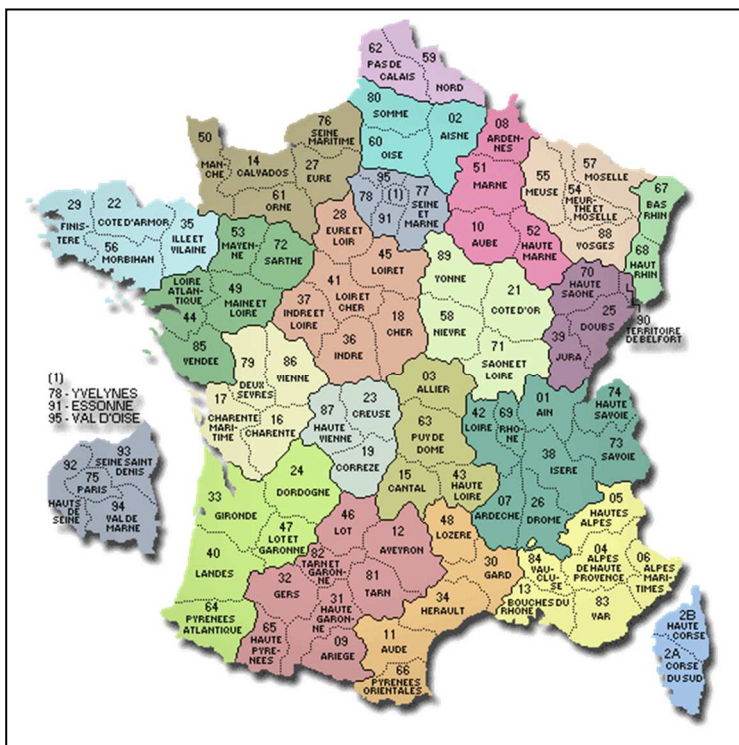 62
PAS DE
CALAIS
59
NORD
80
SOMME
02
AISNE
60
OISE
76
SEINE
MARITIME
27
EURE
50
MAN-
CHE
14
CALVADOS
61
ORNE
08
ARDEN-
NES
51
MARNE
10
AUBE
52
HAUTE
MARNE
55
MEUSE
57
MOSELLE
54
MEUR
THE ET
MOSELLE
88
VOSGES
67
BAS
RHIN
68
HAUT
RHIN
95
78
(1)
91
77
SEINE
ET
MARNE
29
FINIS-
TERE
22
COTE D'ARMOR
35
ILLE ET
VILAINE
56
MORBIHAN
53
MAYEN-
NE
72
SARTHE
LOIRE
ATLAN-
TIQUE
44
49
MAINE ET
LOIRE
85
VENDEE
28
EURE ET
LOIR
45
LOIRET
41
LOIR ET
CHER
37
INDRE ET
LOIRE
18
CHER
36
INDRE
89
YONNE
21
COTE D'OR
58
NIEVRE
71
SAONE ET
LOIRE
70
HAUTE
SAONE
25
DOUBS
39
JURA
90
TERRITOIRE
DE BELFORT
79
DEUX
SEVRES
86
VIENNE
17
CHARENTE
MARI-
TIME
16
CHARENTE
87
HAUTE
VIENNE
23
CREUSE
19
CORREZE
03
ALLIER
63
PUY DE
DOME
15
CANTAL
43
HAUTE
LOIRE
42
LOIRE
69
RHO-
NE
01
AIN
74
HAUTE
SAVOIE
73
SAVOIE
38
ISERE
07
ARDECHE
26
DROME
(1)
78 - YVELYNES
91 - ESSONNE
95 - VAL D'OISE
92
HAUTS
DE
SEINE
93
SEINE SAINT
DENIS
75
PARIS
94
VAL DE
MARNE
24
DORDOGNE
33
GIRONDE
47
LOT ET
GARONNE
40
LANDES
64
PYRENEES
ATLANTIQUE
46
LOT
12
AVEYRON
82
TARN ET
GARON-
NE
32
GERS
81
TARN
31
HAUTE
GARON-
NE
65
HAUTE
PYRE-
NEES
09
ARIEGE
48
LOZERE
30
GARD
34
HERAULT
11
AUDE
66
PYRENEES
ORIENTALES
05
HAUTES
ALPES
84
VAU-
CLU-
SE
04
ALPES
DE HAUTE
PROVENCE
06
ALPES
MARI-
TIMES
13
BOUCHES DU
RHONE
83
VAR
2B
HAUTE
CORSE
2A
CORSE
DU SUD